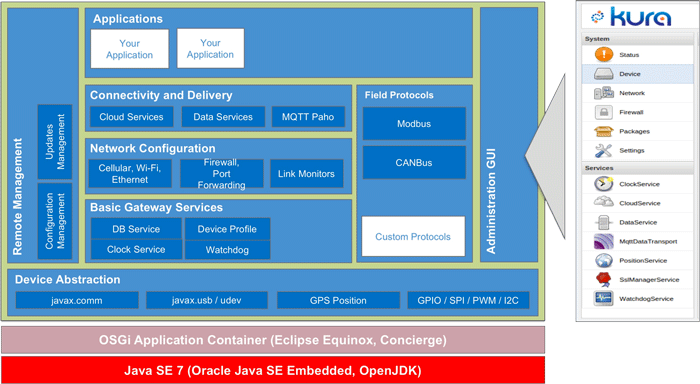 Applications
Your
Application
Your
Application
Remote Management
Updates
Management
Configuration
Management
Connectivity and Delivery
Cloud Services
Data Services
MQTT Paho
Network Configuration
Cellular, Wi-Fi,
Ethernet
Firewall,
Port
Forwarding
Link Monitors
Basic Gateway Services
DB Service
Device Profile
Clock Service
Watchdog
Field Protocols
Modbus
CANBus
Custom Protocols
Administration GUI
Device Abstraction
javax.comm
javax.usb / udev
GPS Position
GPIO / SPI / PWM / I2C
OSGi Application Container (Eclipse Equinox, Concierge)
Java SE 7 (Oracle Java SE Embedded, OpenJDK)
kura
System
Status
Device
Network
Firewall
Packages
Settings
Services
ClockService
CloudService
DataService
MqttDataTransport
PositionService
SslManagerService
WatchdogService